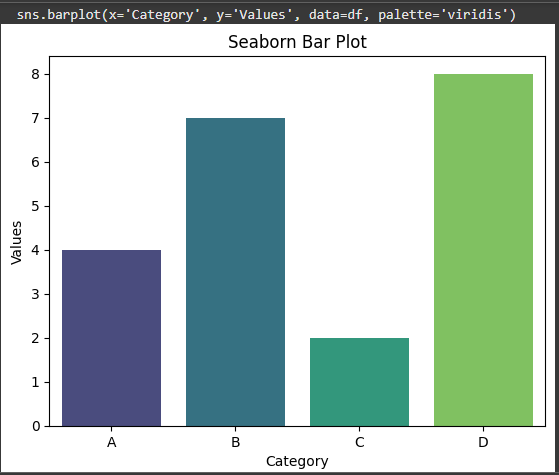 sns.barplot(x='Category', y='Values', data=df, palette='viridis')
Seaborn Bar Plot
8
7
6
5
4
3
2
1
0
Values
A B C D
Category